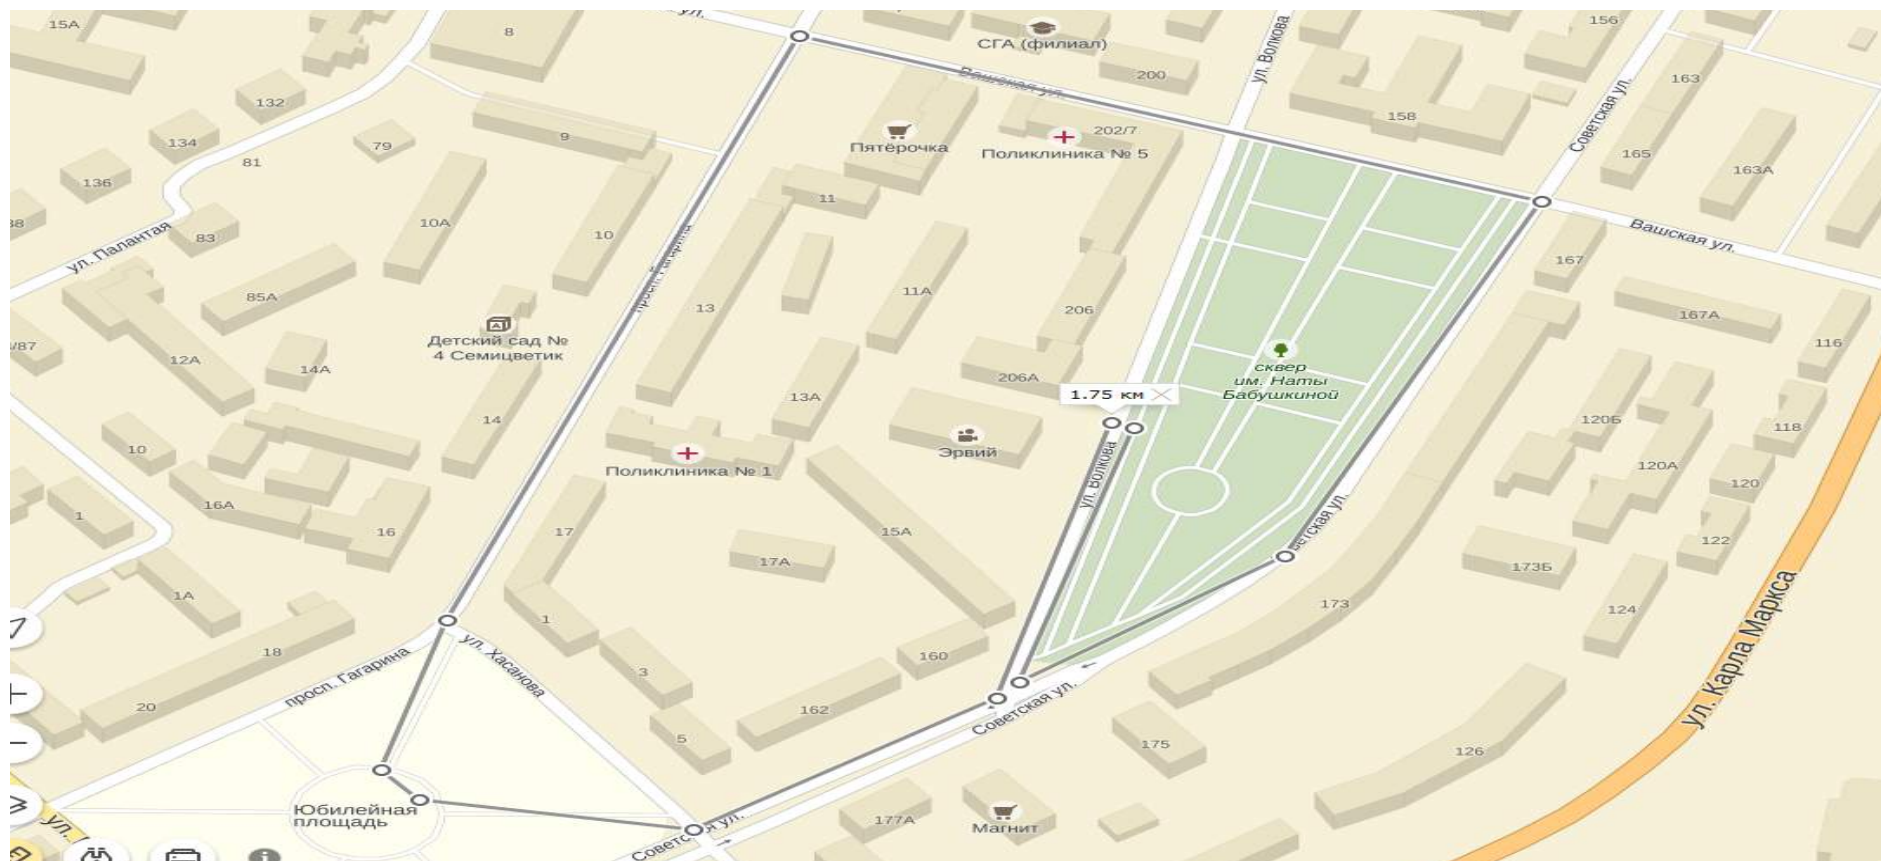 15А
8
ул.
СГА (филиал)
200
ул. Волкова
156
163
132
134
81
79
9
136
Вашская ул.
Пятёрочка
202/7
Поликлиника № 5
158
Советская ул.
165
163А
83
10А
10
11
ул. Палантая
85А
просп. Гагарина
13
11А
206
Вашская ул.
167
167А
116
/87
12А
14А
Детский сад №
4 Семицветик
206А
13А
1.75 км
сквер
им. Наты
Бабушкиной
14
10
Эрвий
Поликлиника № 1
ул. Волкова
120Б
118
120А
120
16А
16
1
17
15А
17А
ветская ул.
122
173Б
1А
1
173
124
ул. Карла Маркса
18
ул. Хасанова
просп. Гагарина
3
160
20
162
5
Советская ул.
175
126
Юбилейная
площадь
177А
Магнит
Советская ул.
ул.